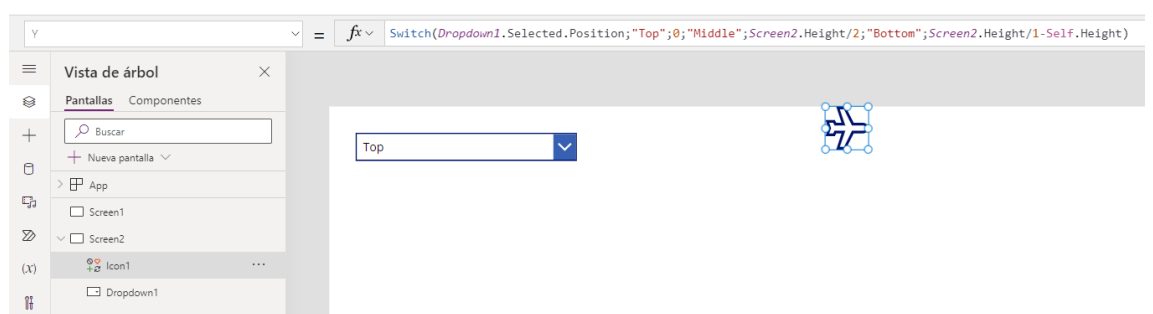 Y = fx Switch(Dropdown1.Selected.Position;"Top";0;"Middle";Screen2.Height/2;"Bottom";Screen2.Height/1-Self.Height)
Vista de árbol
Pantallas Componentes
Buscar
Nueva pantalla
App
Screen1
Screen2
Icon1 ...
Dropdown1
(x)
Top